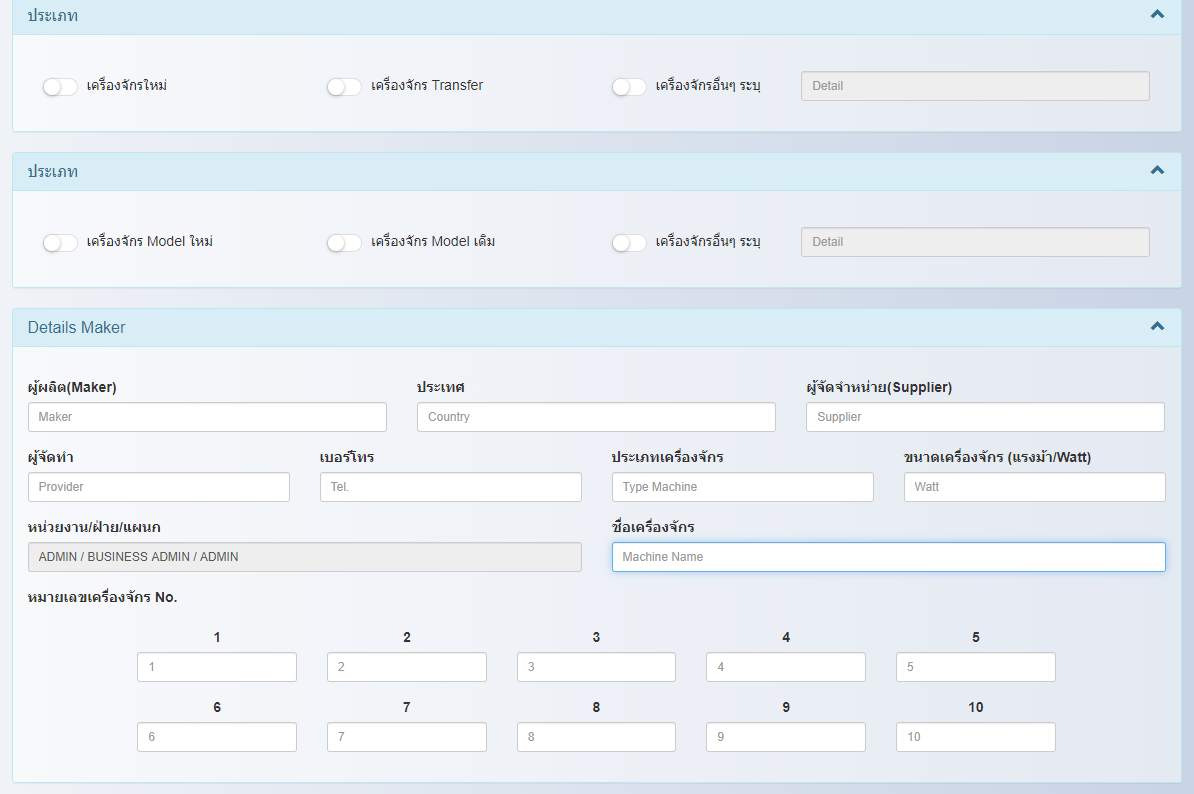 ประเภท
เครื่องจักรใหม่ เครื่องจักร Transfer เครื่องจักรอื่นๆ ระบุ Detail
ประเภท
เครื่องจักร Model ใหม่ เครื่องจักร Model เดิม เครื่องจักรอื่นๆ ระบุ Detail
Details Maker
ผู้ผลิต(Maker) ประเทศ ผู้จัดจำหน่าย(Supplier)
Maker Country Supplier
ผู้จัดทำ เบอร์โทร ประเภทเครื่องจักร ขนาดเครื่องจักร (แรงม้า/Watt)
Provider Tel. Type Machine Watt
หน่วยงาน/ฝ่าย/แผนก ชื่อเครื่องจักร
ADMIN / BUSINESS ADMIN / ADMIN Machine Name
หมายเลขเครื่องจักร No.
1 2 3 4 5
1 2 3 4 5
6 7 8 9 10
6 7 8 9 10